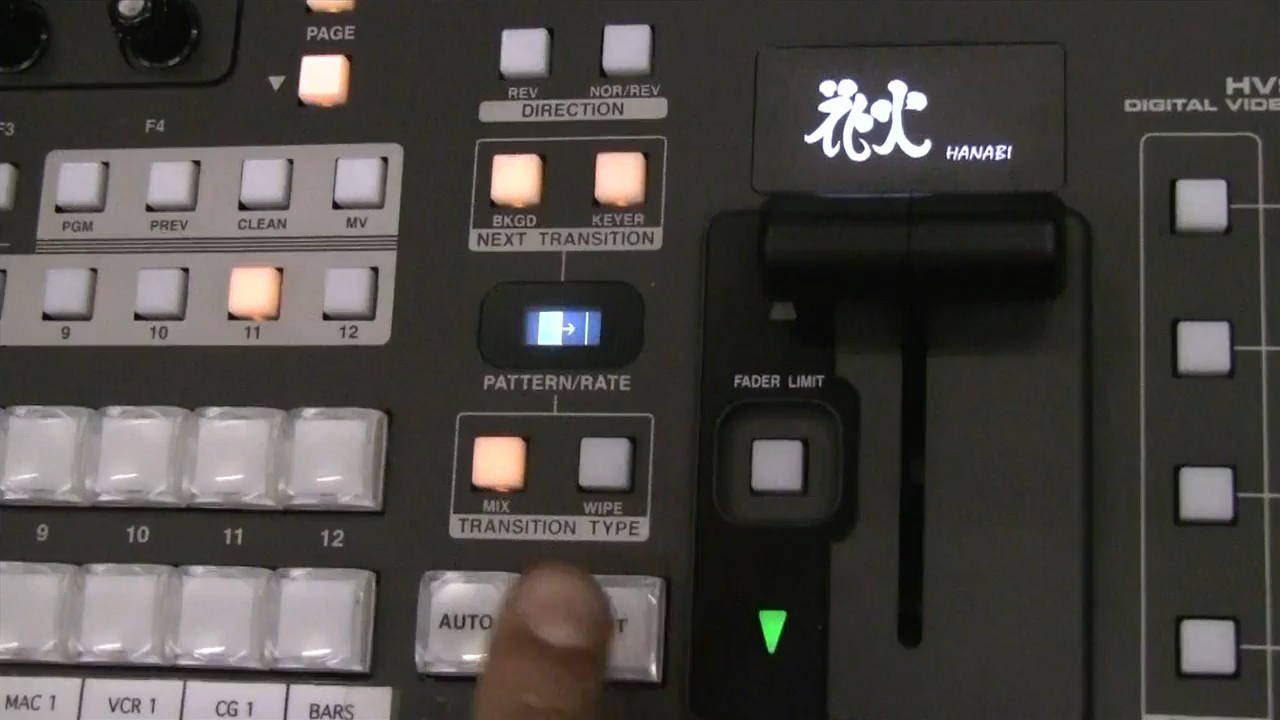 PAGE
F3
F4
REV
NOR/REV
DIRECTION
花火 HANABI
DIGITAL
PGM
PREV
CLEAN
MV
BKGD
KEYER
NEXT TRANSITION
9
10
11
12
PATTERN/RATE
FADER LIMIT
MIX
WIPE
TRANSITION TYPE
9
10
11
12
AUTO
MAC 1
VCR 1
CG 1
BARS